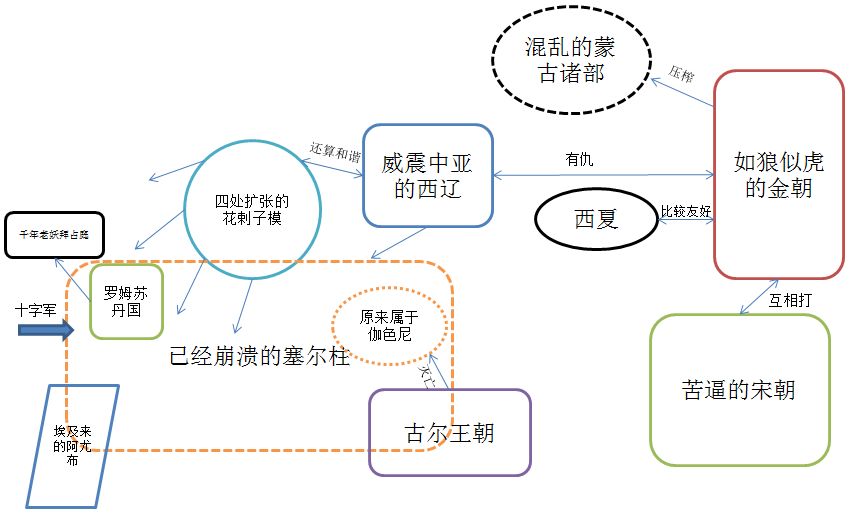 混乱的蒙
古诸部
压榨
还算和谐
威震中亚
的西辽
有仇
如狼似虎
的金朝
四处扩张的
花剌子模
西夏
比较友好
千年老妖拜占庭
罗姆苏
丹国
十字军
原来属于
伽色尼
互相打
已经崩溃的塞尔柱
灭亡
苦逼的宋朝
古尔王朝
埃及来
的阿尤
布